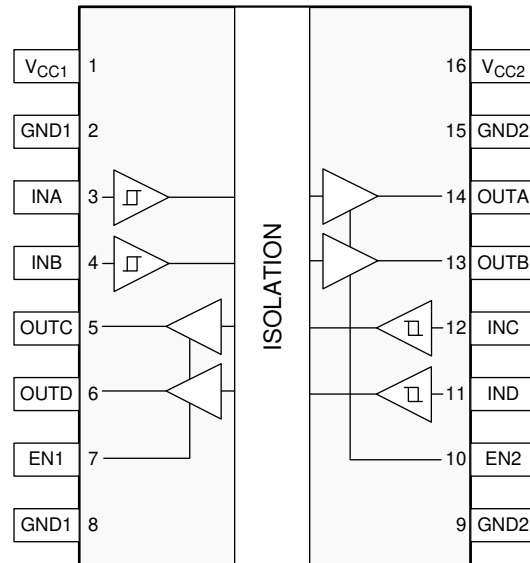 VCC1 1 16 VCC2
GND1 2 15 GND2
INA 3 14 OUTA
INB 4 13 OUTB
ISOLATION
OUTC 5 12 INC
OUTD 6 11 IND
EN1 7 10 EN2
GND1 8 9 GND2